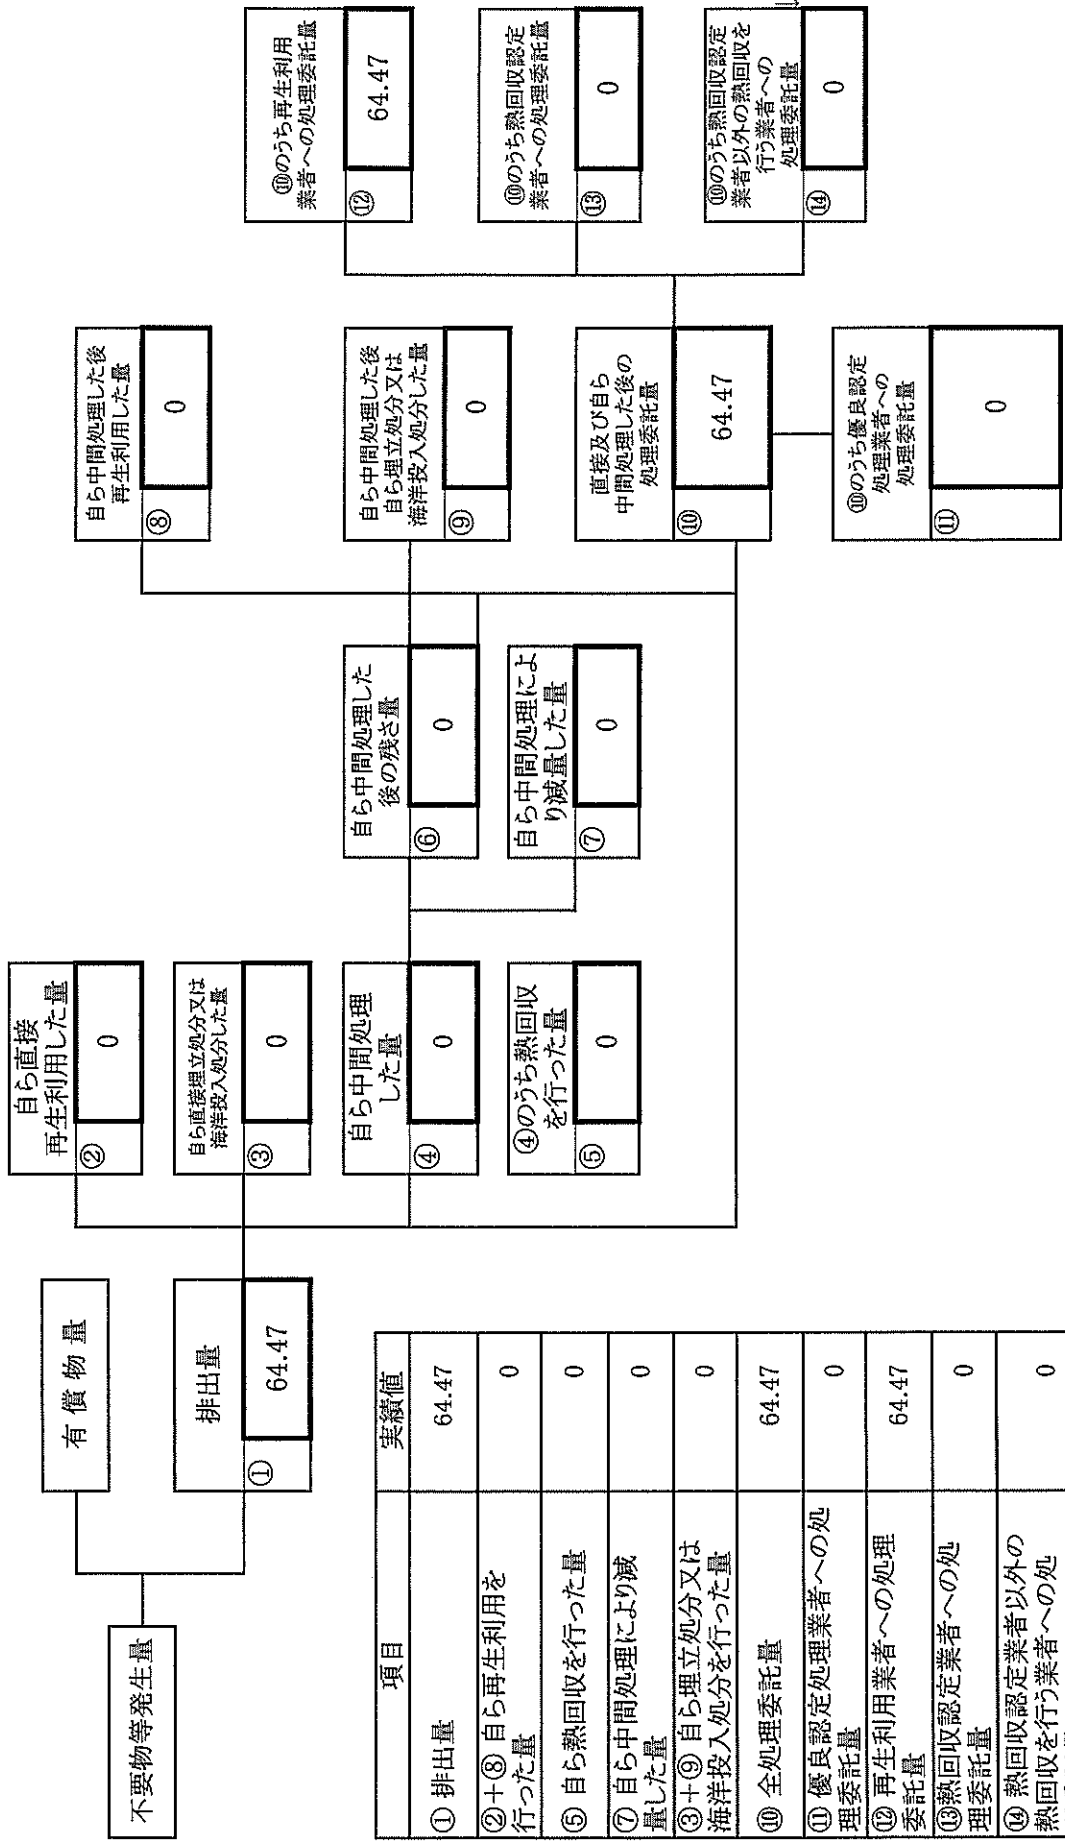 不要物等発生量
有償物量
排出量
①
64.47
自ら直接
再生利用した量
②
0
自ら直接埋立処分又は
海洋投入処分した量
③
0
自ら中間処理
した量
④
0
④のうち熱回収
を行った量
⑤
0
自ら中間処理した
後の残さ量
⑥
0
自ら中間処理によ
り減量した量
⑦
0
自ら中間処理した後
再生利用した量
⑧
0
自ら中間処理した後
自ら埋立処分又は
海洋投入処分した量
⑨
0
直接及び自ら
中間処理した後の
処理委託量
⑩
64.47
⑩のうち優良認定
処理業者への
処理委託量
⑪
0
⑩のうち再生利用
業者への処理委託量
⑫
64.47
⑩のうち熱回収認定
業者への処理委託量
⑬
0
⑩のうち熱回収認定
業者以外の熱回収を
行う業者への
処理委託量
⑭
0
項目 実績値
① 排出量 64.47
②+⑧ 自ら再生利用を
行った量 0
⑤ 自ら熱回収を行った量 0
⑦ 自ら中間処理により減
量した量 0
③+⑨ 自ら埋立処分又は
海洋投入処分を行った量 0
⑩ 全処理委託量 64.47
⑪ 優良認定処理業者への処
理委託量 0
⑫ 再生利用業者への処理
委託量 64.47
⑬熱回収認定業者への処
理委託量 0
⑭ 熱回収認定業者以外の
熱回収を行う業者への処 0